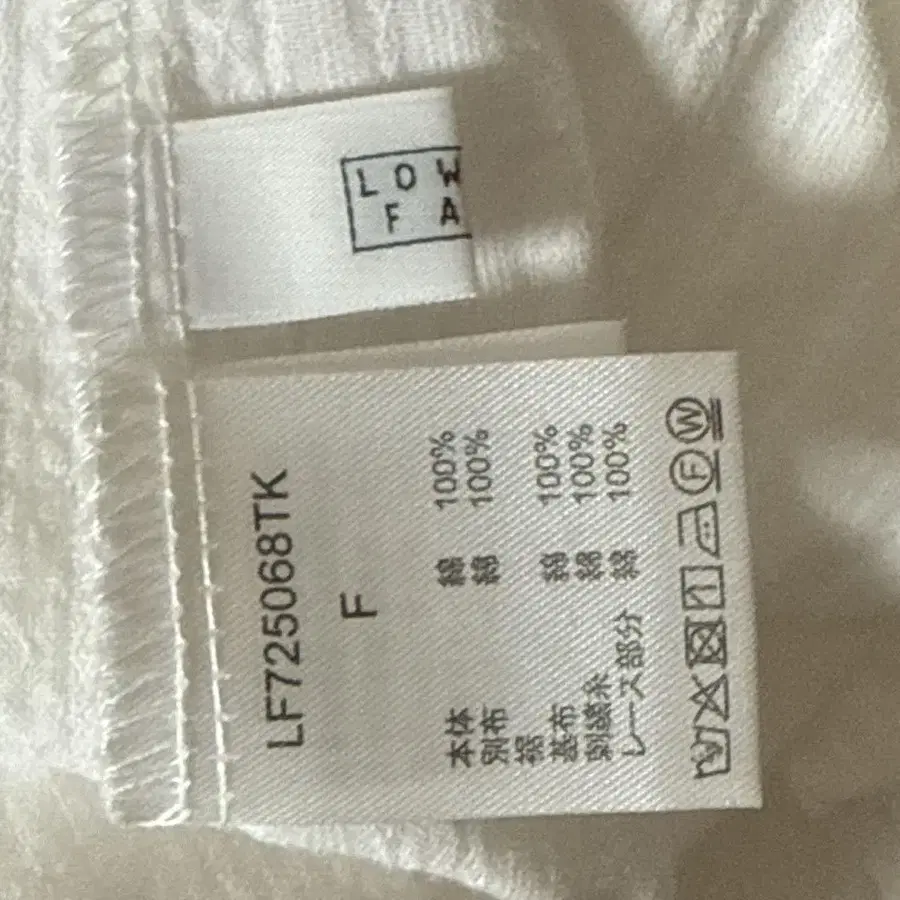 LOW
FA
LF725068TK
F
本体 綿 100%
別布 綿 100%
裾
基布 綿 100%
刺繍糸 綿 100%
レース部分 綿 100%
F W